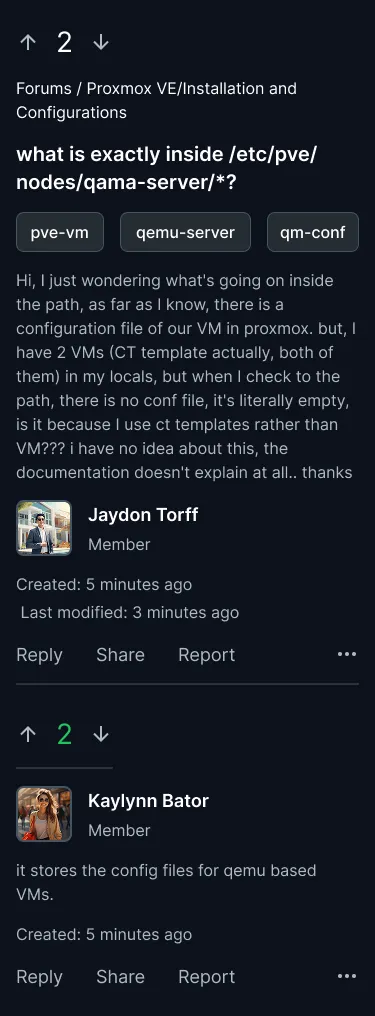 2
Forums / Proxmox VE/Installation and
Configurations
what is exactly inside /etc/pve/
nodes/qama-server/*?
pve-vm qemu-server qm-conf
Hi, I just wondering what's going on inside
the path, as far as I know, there is a
configuration file of our VM in proxmox. but, I
have 2 VMs (CT template actually, both of
them) in my locals, but when I check to the
path, there is no conf file, it's literally empty,
is it because I use ct templates rather than
VM??? i have no idea about this, the
documentation doesn't explain at all.. thanks
Jaydon Torff
Member
Created: 5 minutes ago
Last modified: 3 minutes ago
Reply Share Report
2
Kaylynn Bator
Member
it stores the config files for qemu based
VMs.
Created: 5 minutes ago
Reply Share Report